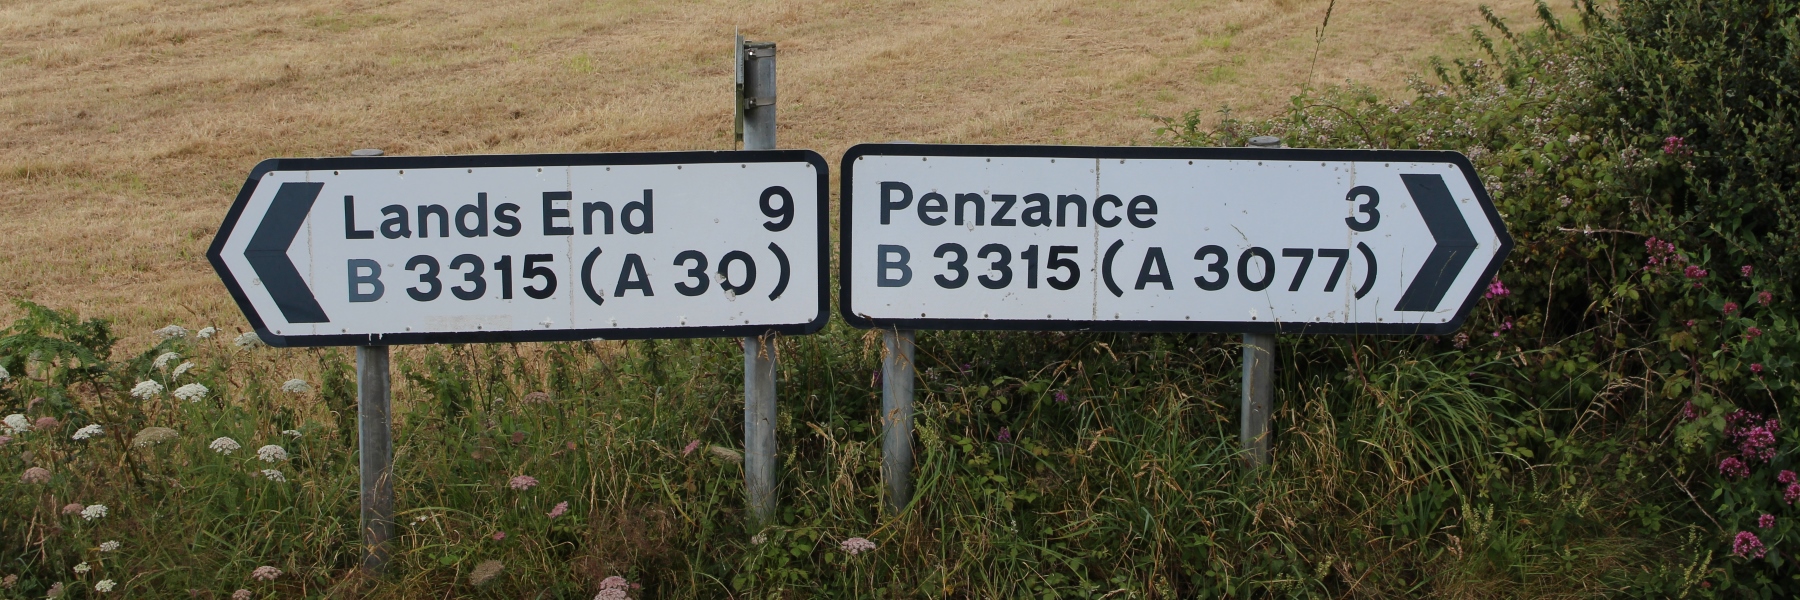 Lands End 9
B 3315 (A 30)
Penzance 3
B 3315 (A 3077)